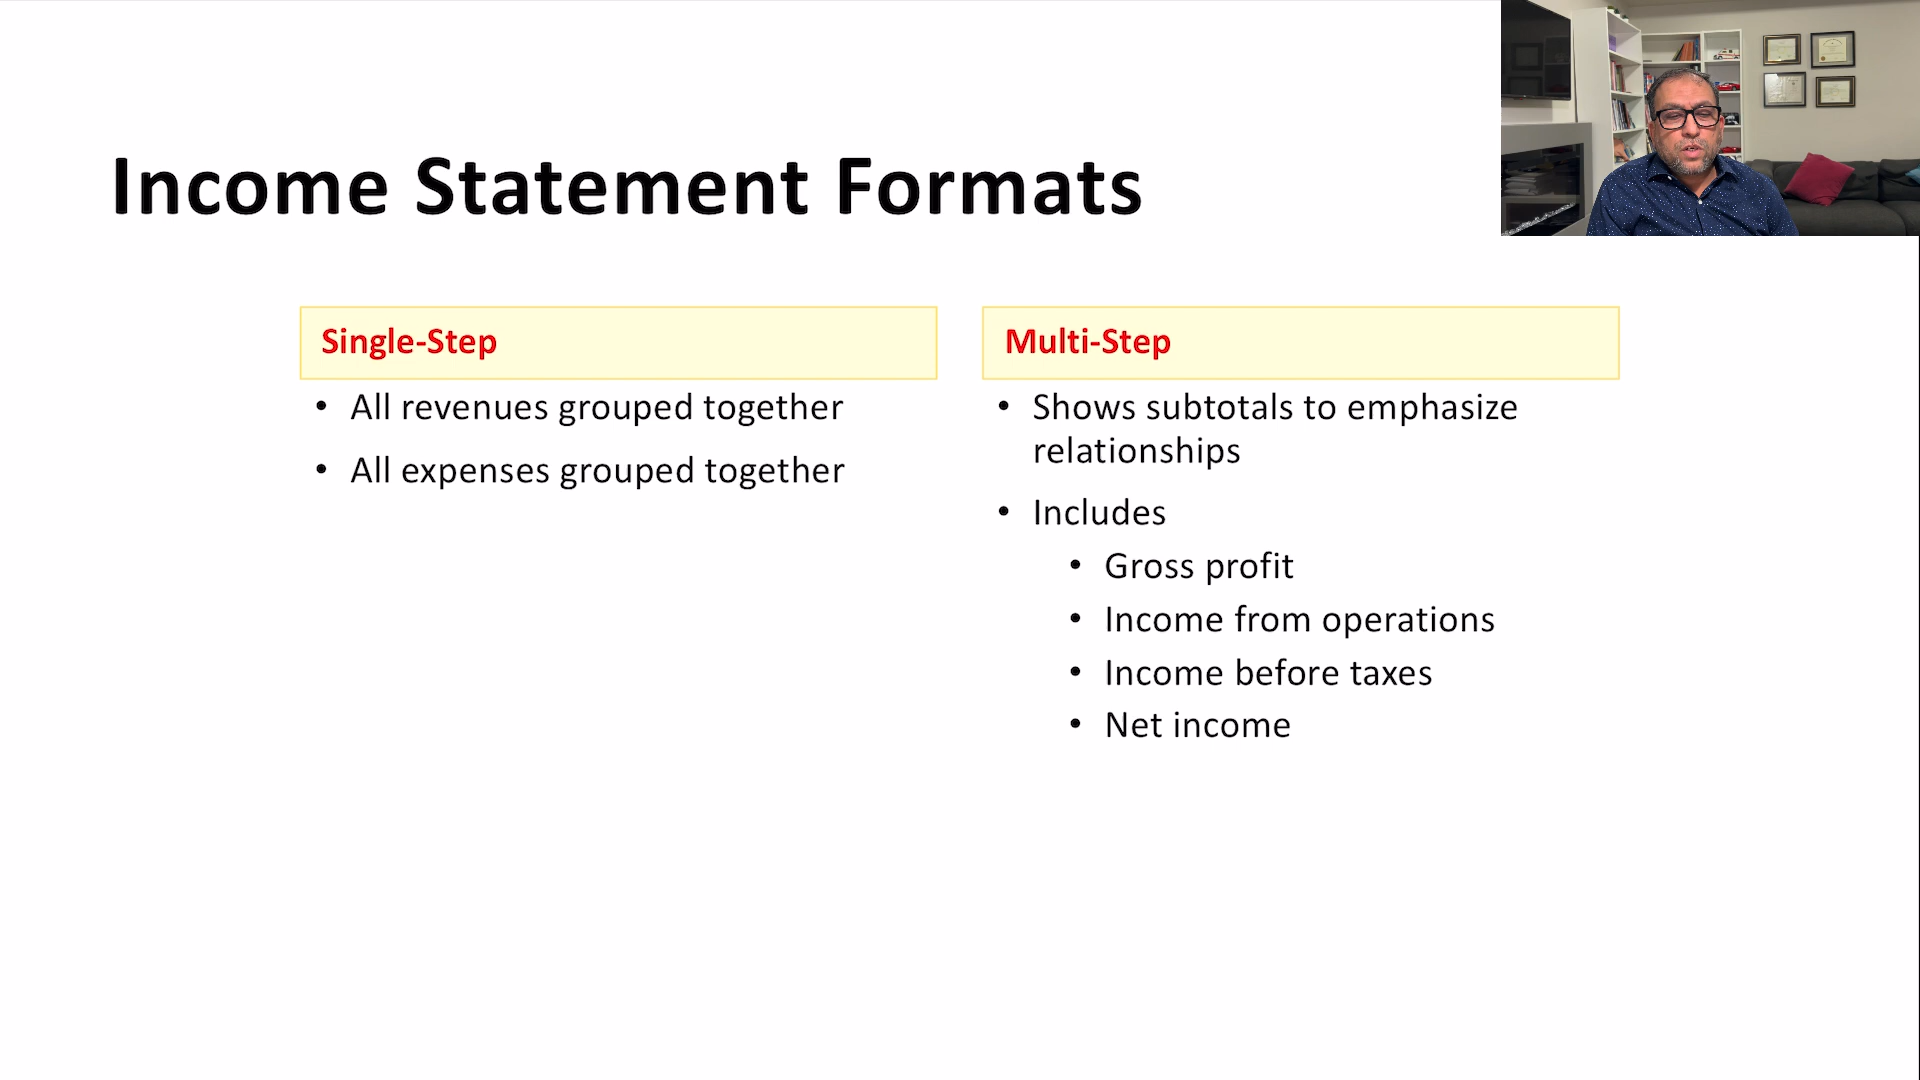 Income Statement Formats
Single-Step
• All revenues grouped together
• All expenses grouped together
Multi-Step
• Shows subtotals to emphasize
relationships
• Includes
• Gross profit
• Income from operations
• Income before taxes
• Net income